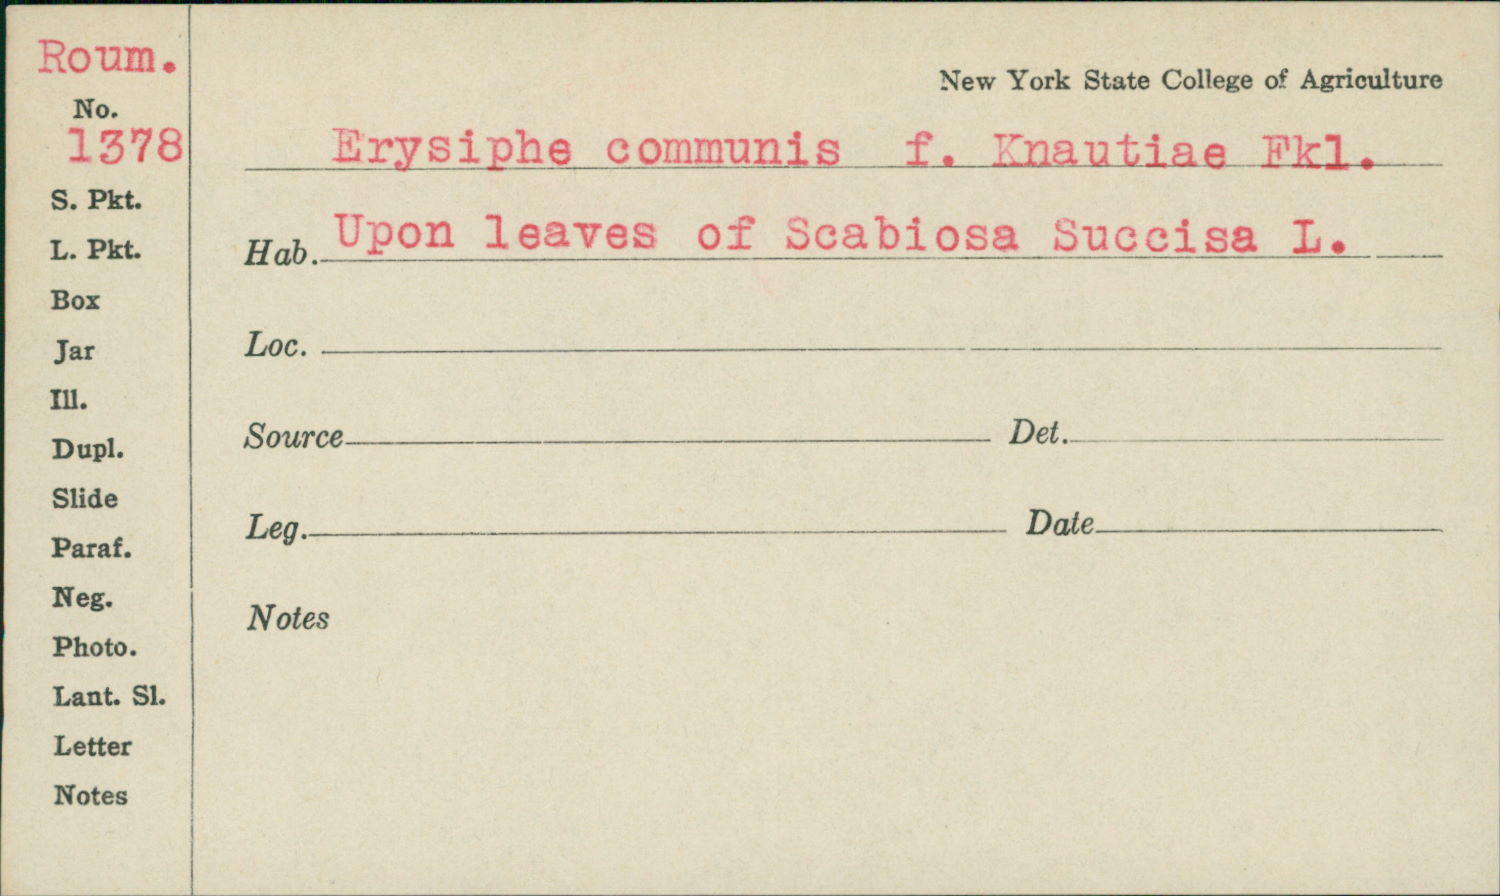 Roum.
No.
1378
S. Pkt.
L. Pkt.
Box
Jar
Ill.
Dupl.
Slide
Paraf.
Neg.
Photo.
Lant. Sl.
Letter
Notes
New York State College of Agriculture
Erysiphe communis f. Knautiae Fkl.
Hab. Upon leaves of Scabiosa Succisa L.
Loc.
Source Det.
Leg. Date
Notes